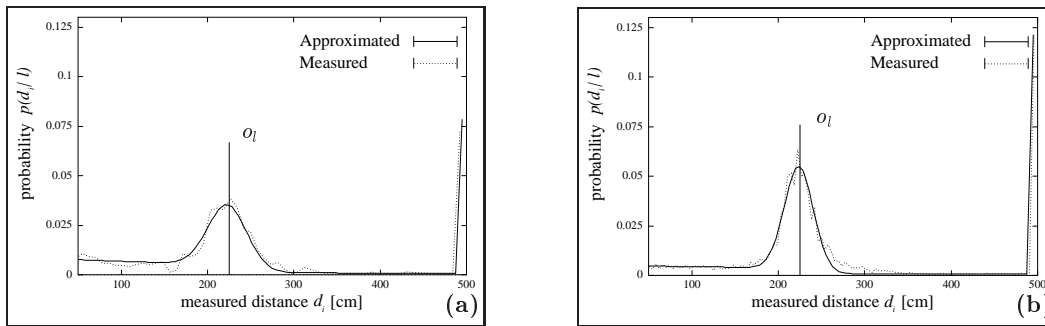 0.125
0.1
0.075
0.05
0.025
0
probability p(d_i / l)
Approximated
Measured
o_l
100 200 300 400 500
measured distance d_i [cm]
(a)
0.125
0.1
0.075
0.05
0.025
0
probability p(d_i / l)
Approximated
Measured
o_l
100 200 300 400 500
measured distance d_i [cm]
(b)